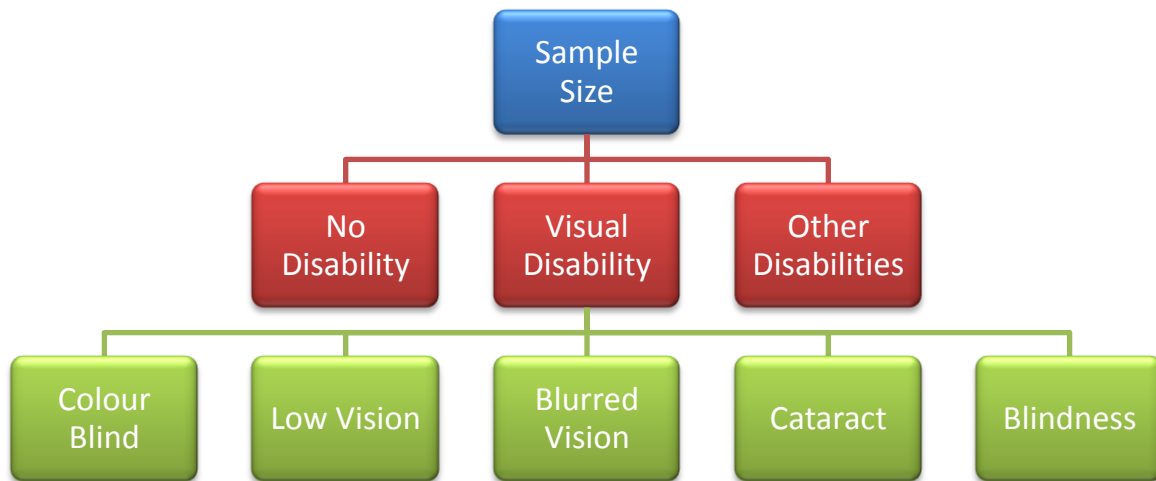 Sample
Size
No
Disability
Visual
Disability
Other
Disabilities
Colour
Blind
Low Vision
Blurred
Vision
Cataract
Blindness